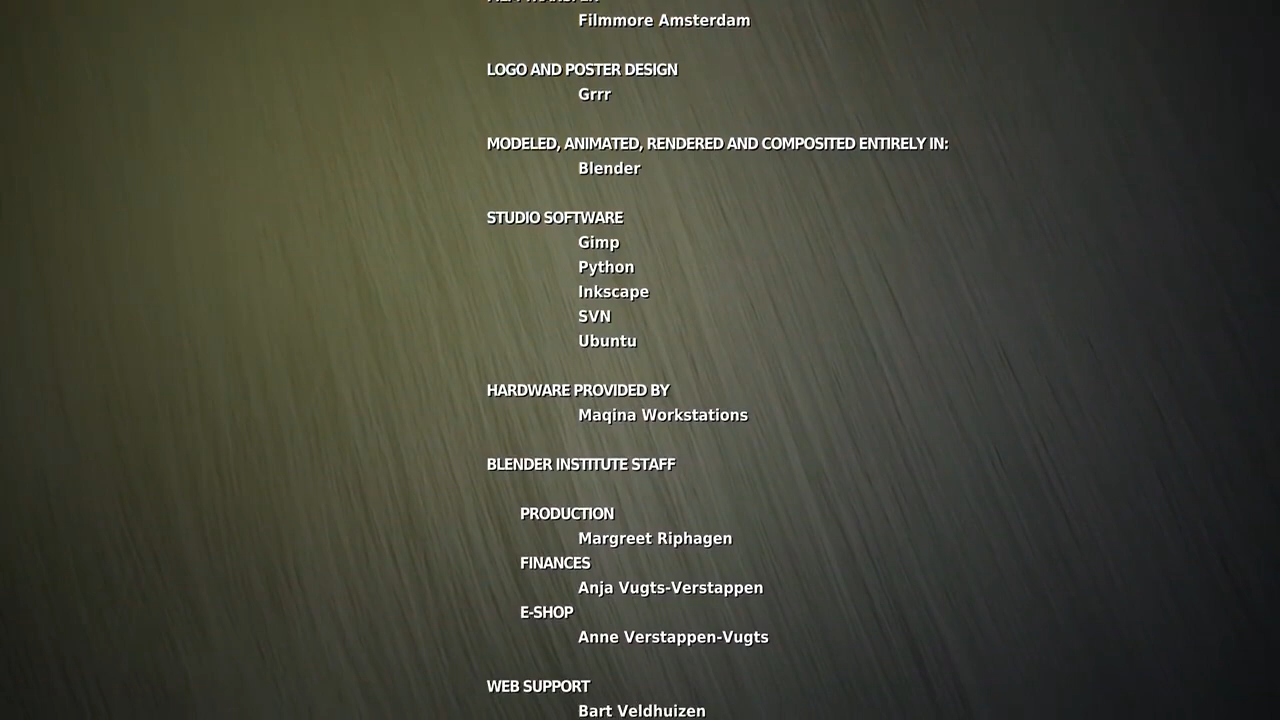 Filmmore Amsterdam
LOGO AND POSTER DESIGN
Grrr
MODELED, ANIMATED, RENDERED AND COMPOSITED ENTIRELY IN:
Blender
STUDIO SOFTWARE
Gimp
Python
Inkscape
SVN
Ubuntu
HARDWARE PROVIDED BY
Maqina Workstations
BLENDER INSTITUTE STAFF
PRODUCTION
Margreet Riphagen
FINANCES
Anja Vugts-Verstappen
E-SHOP
Anne Verstappen-Vugts
WEB SUPPORT
Bart Veldhuizen